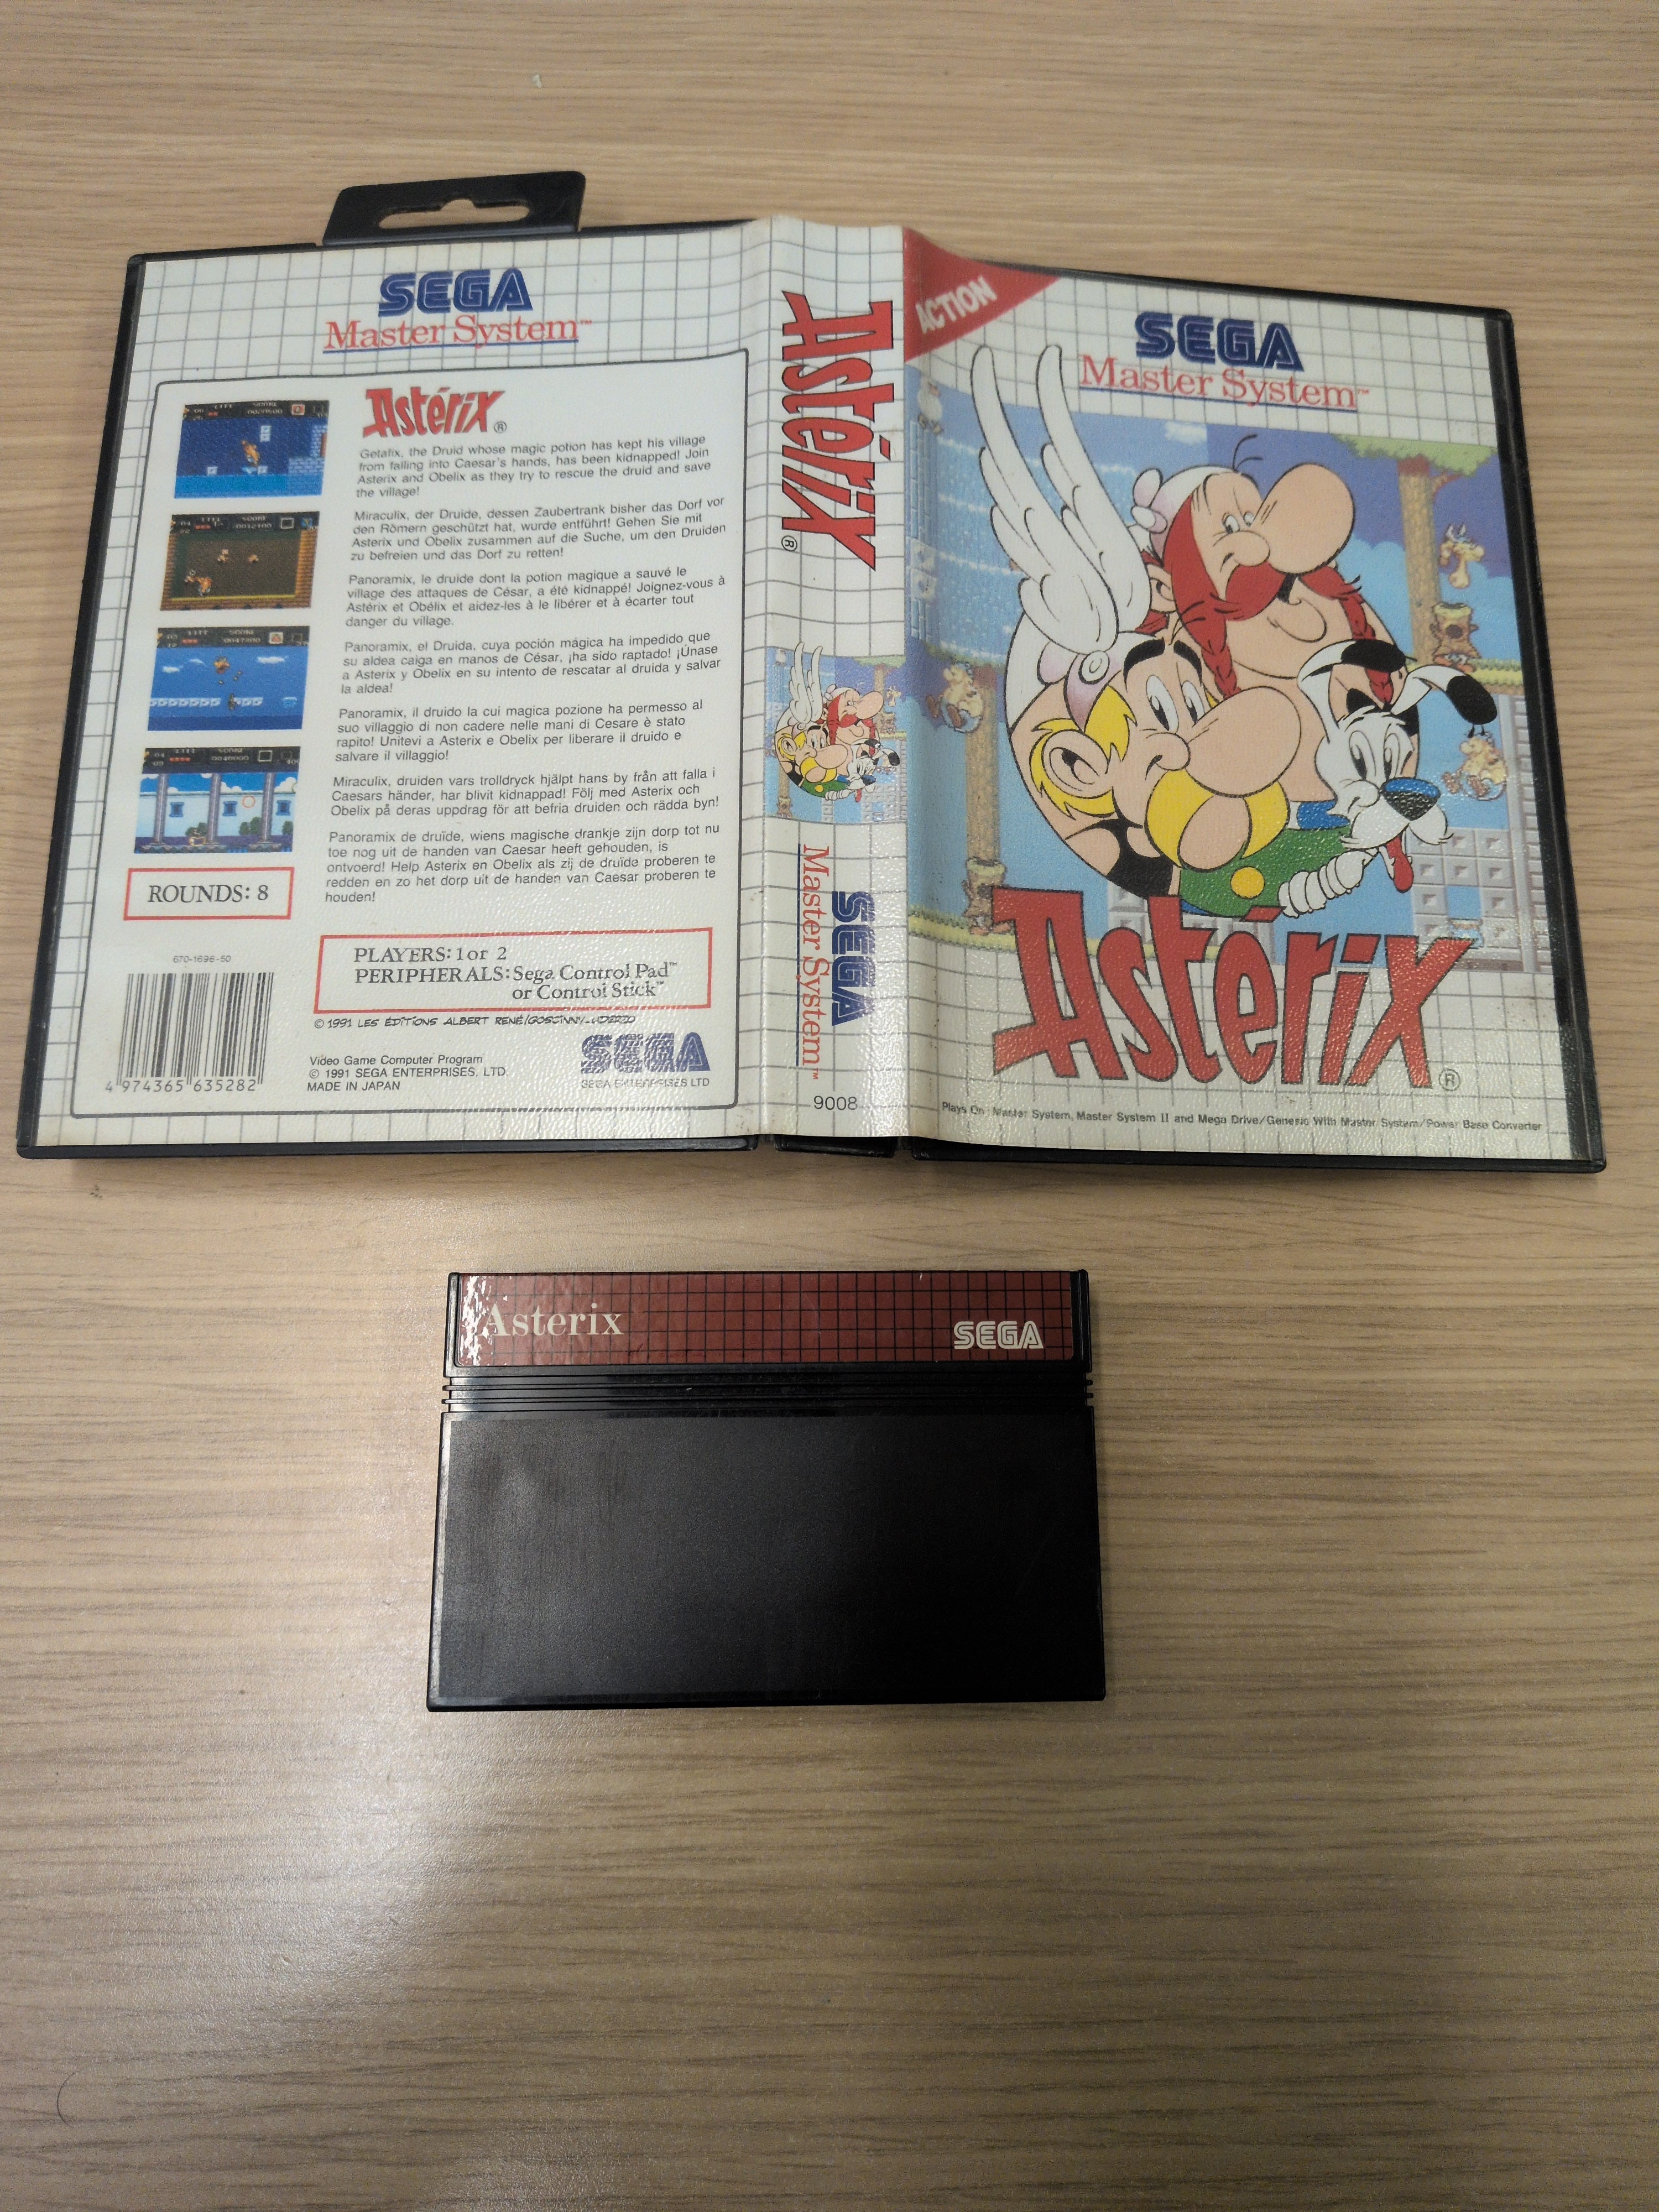 SEGA
Master System™
Astérix®
Getafix, the Druid whose magic potion has kept his village
from falling into Caesar's hands, has been kidnapped! Join
Asterix and Obelix as they try to rescue the druid and save
the village!
Miraculix, der Druide, dessen Zaubertrank bisher das Dorf vor
den Römern geschützt hat, wurde entführt! Gehen Sie mit
Asterix und Obelix zusammen auf die Suche, um den Druiden
zu befreien und das Dorf zu retten!
Panoramix, le druide dont la potion magique a sauvé le
village des attaques de César, a été kidnappé! Joignez-vous à
Astérix et Obélix et aidez-les à le libérer et à écarter tout
danger du village.
Panoramix, el Druida, cuya poción mágica ha impedido que
su aldea caiga en manos de César, ¡ha sido raptado! ¡Unase
a Asterix y Obelix en su intento de rescatar al druida y salvar
la aldea!
Panoramix, il druido la cui magica pozione ha permesso al
suo villaggio di non cadere nelle mani di Cesare è stato
rapito! Unitevi a Asterix e Obelix per liberare il druido e
salvare il villaggio!
Miraculix, druiden vars trolldryck hjälpt hans by från att falla i
Caesars händer, har blivit kidnappad! Följ med Asterix och
Obelix på deras uppdrag för att befria druiden och rädda byn!
Panoramix de druïde, wiens magische drankje zijn dorp tot nu
toe nog uit de handen van Caesar heeft gehouden, is
ontvoerd! Help Asterix en Obelix als zij de druïde proberen te
redden en zo het dorp uit de handen van Caesar proberen te
houden!
ROUNDS: 8
670-1696-50
4 974365 635282
PLAYERS: 1 or 2
PERIPHERALS: Sega Control Pad™
or Control Stick™
© 1991 LES ÉDITIONS ALBERT RENÉ/GOSCINNY-UDERZO
Video Game Computer Program
© 1991 SEGA ENTERPRISES, LTD.
MADE IN JAPAN
SEGA
SEGA ENTERPRISES LTD
Astérix®
SEGA
Master System™
9008
ACTION
SEGA
Master System™
Astérix®
Plays On : Master System, Master System II and Mega Drive/Genesis With Master System/Power Base Converter
Asterix
SEGA